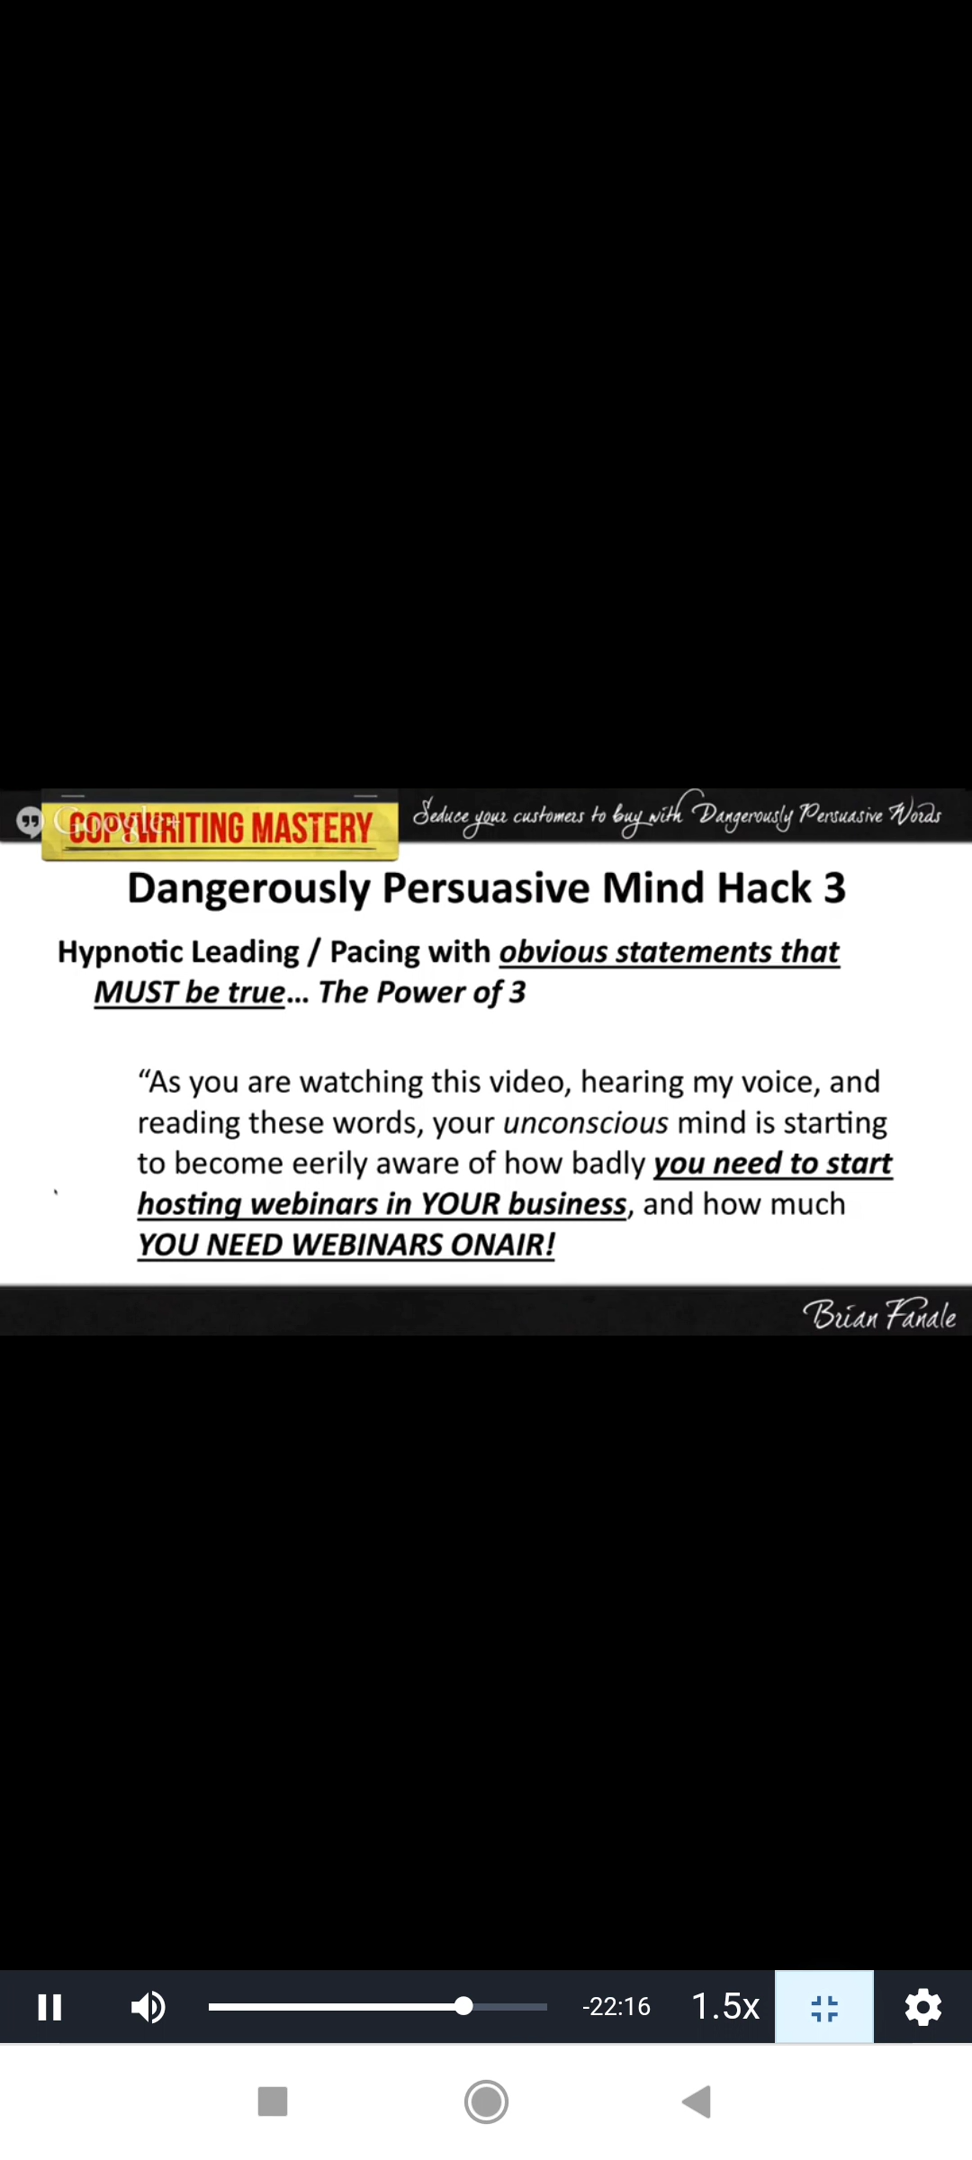 Google+
COPYWRITING MASTERY
Seduce your customers to buy with Dangerously Persuasive Words
Dangerously Persuasive Mind Hack 3
Hypnotic Leading / Pacing with obvious statements that
MUST be true... The Power of 3
“As you are watching this video, hearing my voice, and
reading these words, your unconscious mind is starting
to become eerily aware of how badly you need to start
hosting webinars in YOUR business, and how much
YOU NEED WEBINARS ONAIR!
Brian Fanale
-22:16
1.5x